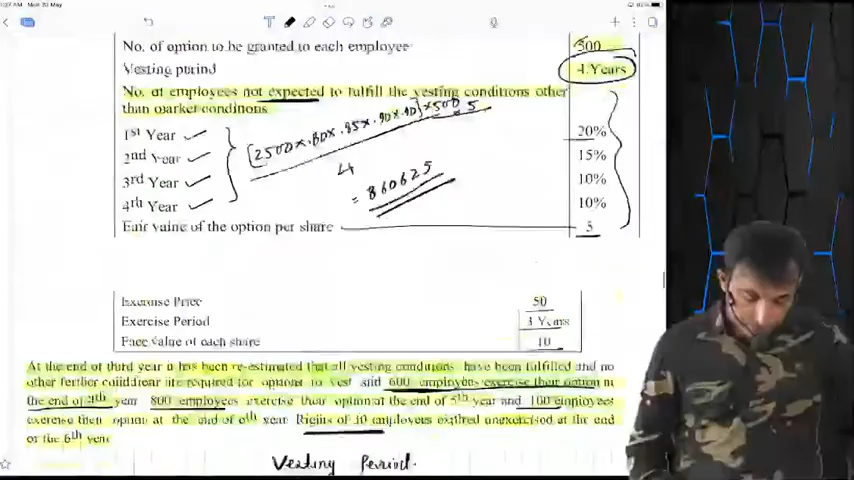 No. of option to be granted to each employee 500
Vesting period 4 Years
No. of employees not expected to fulfill the vesting conditions other
than market conditions
[2500×.80×.85×.90×.90]×500×5
4
= 860625
1st Year 20%
2nd Year 15%
3rd Year 10%
4th Year 10%
Fair value of the option per share 5
Exercise Price 50
Exercise Period 3 Years
Face value of each share 10
At the end of third year it has been re-estimated that all vesting conditions have been fulfilled and no
other further are required for options to vest and 600 employees exercise their option at
the end of 4th year 800 employees exercise their option at the end of 5th year and 100 employees
exercise their option at the end of 6th year Rights of 30 employees expired unexercised at the end
of the 6th year
Vesting Period.